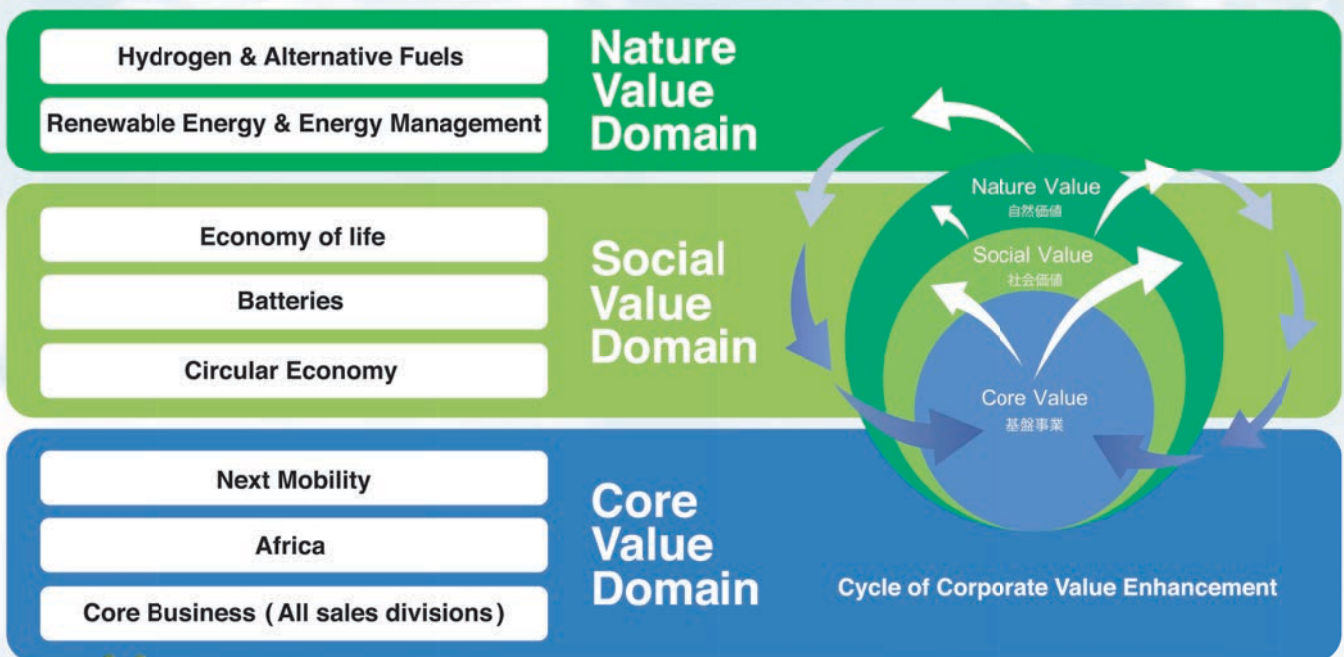 Hydrogen & Alternative Fuels
Renewable Energy & Energy Management
Nature
Value
Domain
Economy of life
Batteries
Circular Economy
Social
Value
Domain
Next Mobility
Africa
Core Business (All sales divisions)
Core
Value
Domain
Nature Value
自然価値
Social Value
社会価値
Core Value
基盤事業
Cycle of Corporate Value Enhancement